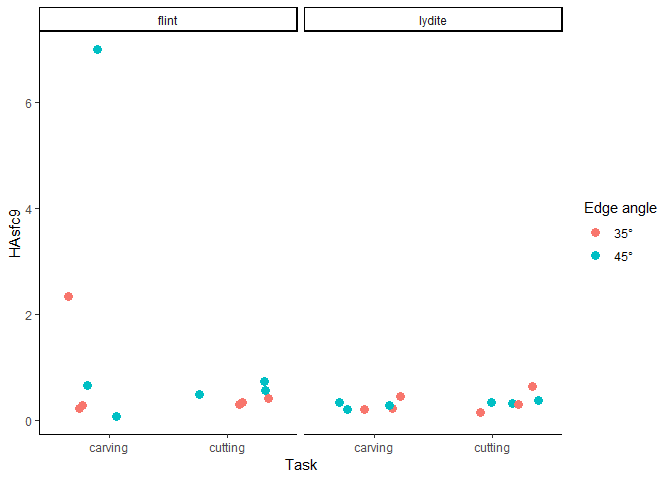 flint
lydite
HAsfc9
6
4
2
0
carving
cutting
carving
cutting
Task
Edge angle
35°
45°